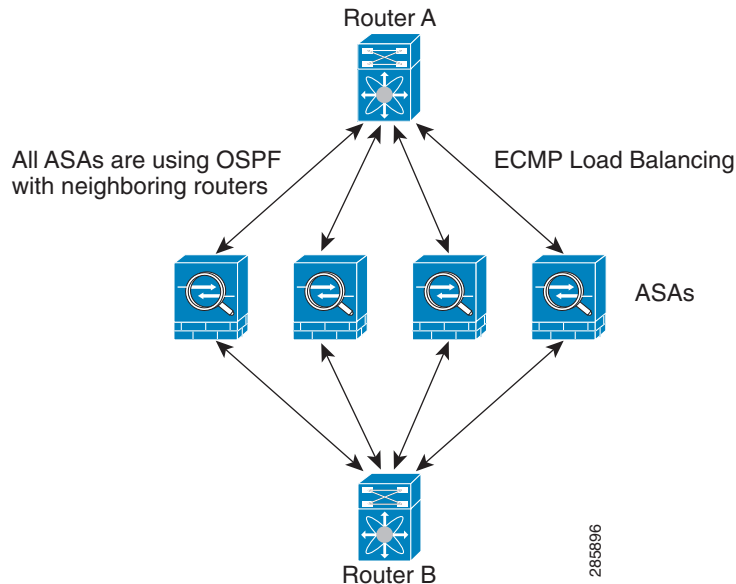 Router A
All ASAs are using OSPF
with neighboring routers
ECMP Load Balancing
ASAs
Router B
285896